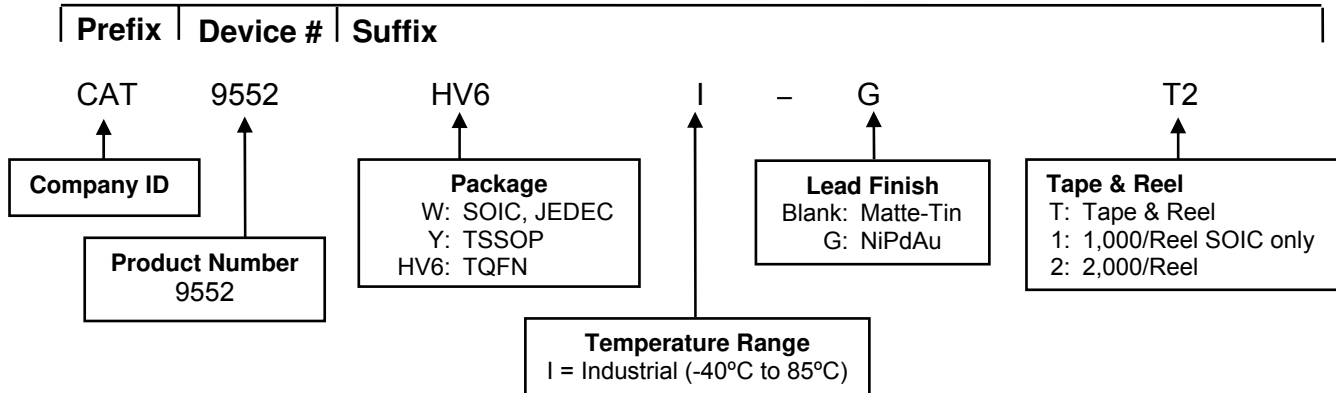 Prefix Device # Suffix
CAT 9552 HV6 I – G T2
Company ID
Product Number
9552
Package
W: SOIC, JEDEC
Y: TSSOP
HV6: TQFN
Temperature Range
I = Industrial (-40ºC to 85ºC)
Lead Finish
Blank: Matte-Tin
G: NiPdAu
Tape & Reel
T: Tape & Reel
1: 1,000/Reel SOIC only
2: 2,000/Reel